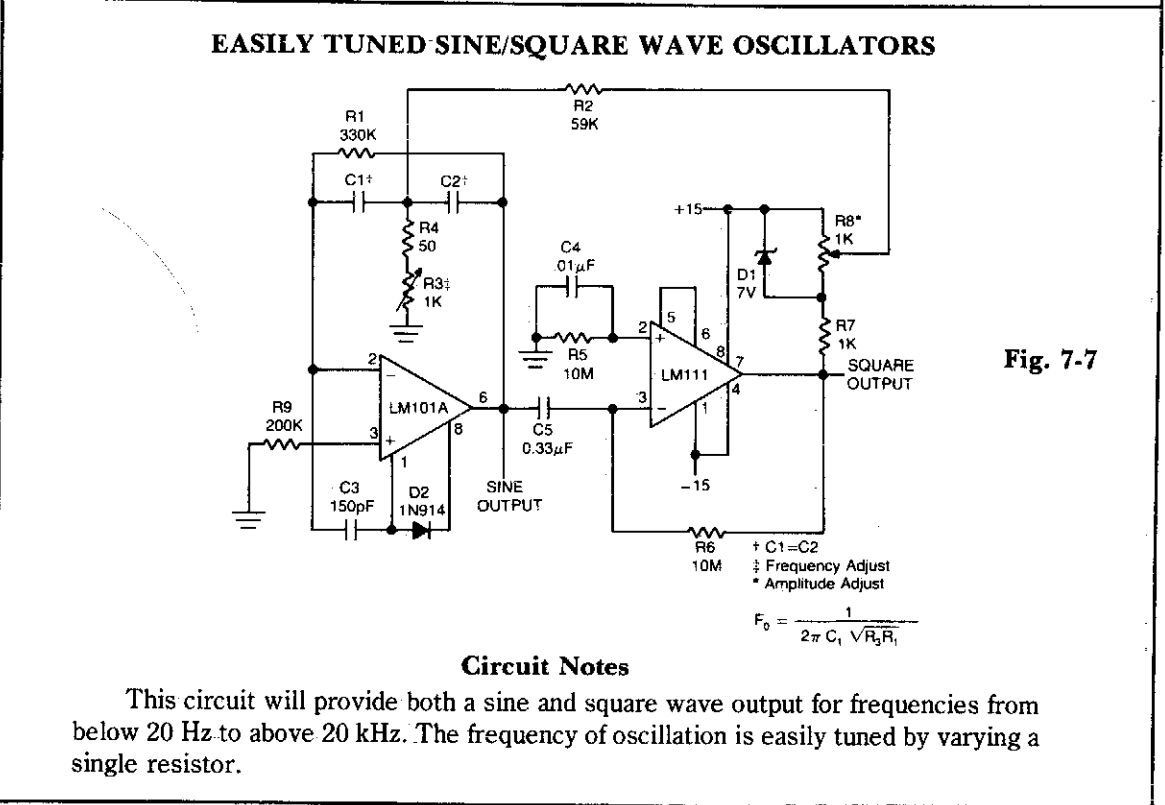 EASILY TUNED SINE/SQUARE WAVE OSCILLATORS
R2
59K
R1
330K
C1†
C2†
R4
50
R3‡
1K
+15
R8*
1K
D1
7V
C4
.01µF
R5
10M
2
+
5
6
8
7
LM111
4
3
−
1
−15
R7
1K
SQUARE
OUTPUT
Fig. 7-7
2
−
LM101A
6
8
3
+
1
R9
200K
C5
0.33µF
SINE
OUTPUT
C3
150pF
D2
1N914
R6
10M
† C1=C2
‡ Frequency Adjust
* Amplitude Adjust
F₀ = 1 / 2π C₁ √R₃R₁
Circuit Notes
This circuit will provide both a sine and square wave output for frequencies from
below 20 Hz to above 20 kHz. The frequency of oscillation is easily tuned by varying a
single resistor.